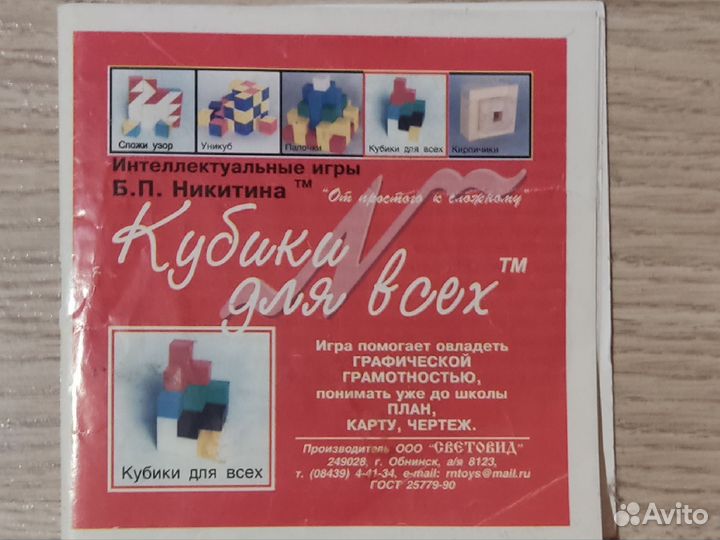 Сложи узор Уникуб Палочки Кубики для всех Кирпичики
Интеллектуальные игры
Б.П. Никитина ™
"От простого к сложному"
Кубики
для всех ™
Игра помогает овладеть
ГРАФИЧЕСКОЙ
ГРАМОТНОСТЬЮ,
понимать уже до школы
ПЛАН,
КАРТУ, ЧЕРТЕЖ.
Кубики для всех
Производитель ООО "СВЕТОВИД"
249028, г. Обнинск, а/я 8123,
т. (08439) 4-41-34, e-mail: rntoys@mail.ru
ГОСТ 25779-90
Avito